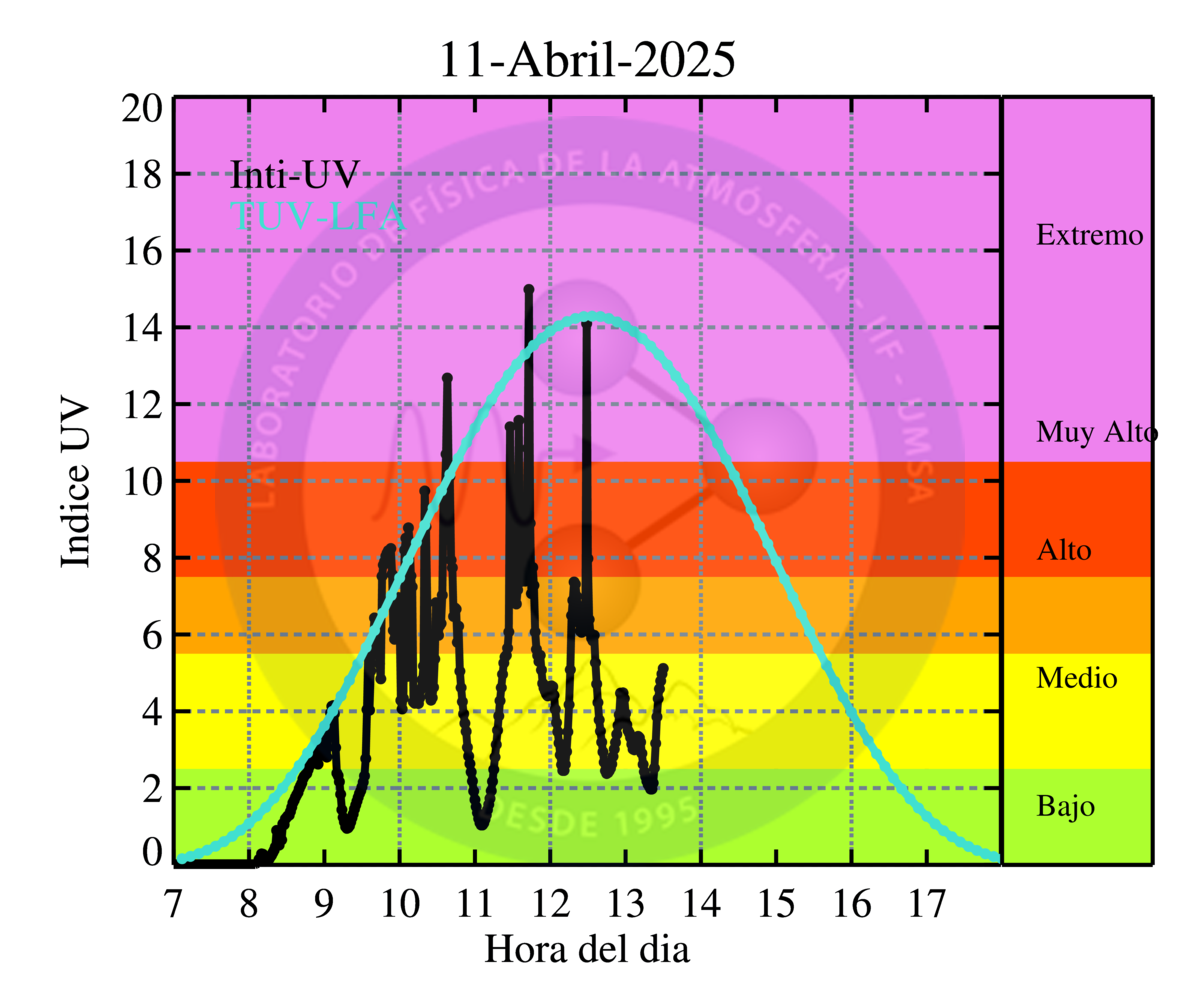 11-Abril-2025
20
18
16
14
12
10
8
6
4
2
0
Indice UV
Inti-UV
TUV-LFA
LABORATORIO DE FÍSICA DE LA ATMÓSFERA - IIF - UMSA
DESDE 1995
Extremo
Muy Alto
Alto
Medio
Bajo
7 8 9 10 11 12 13 14 15 16 17
Hora del dia